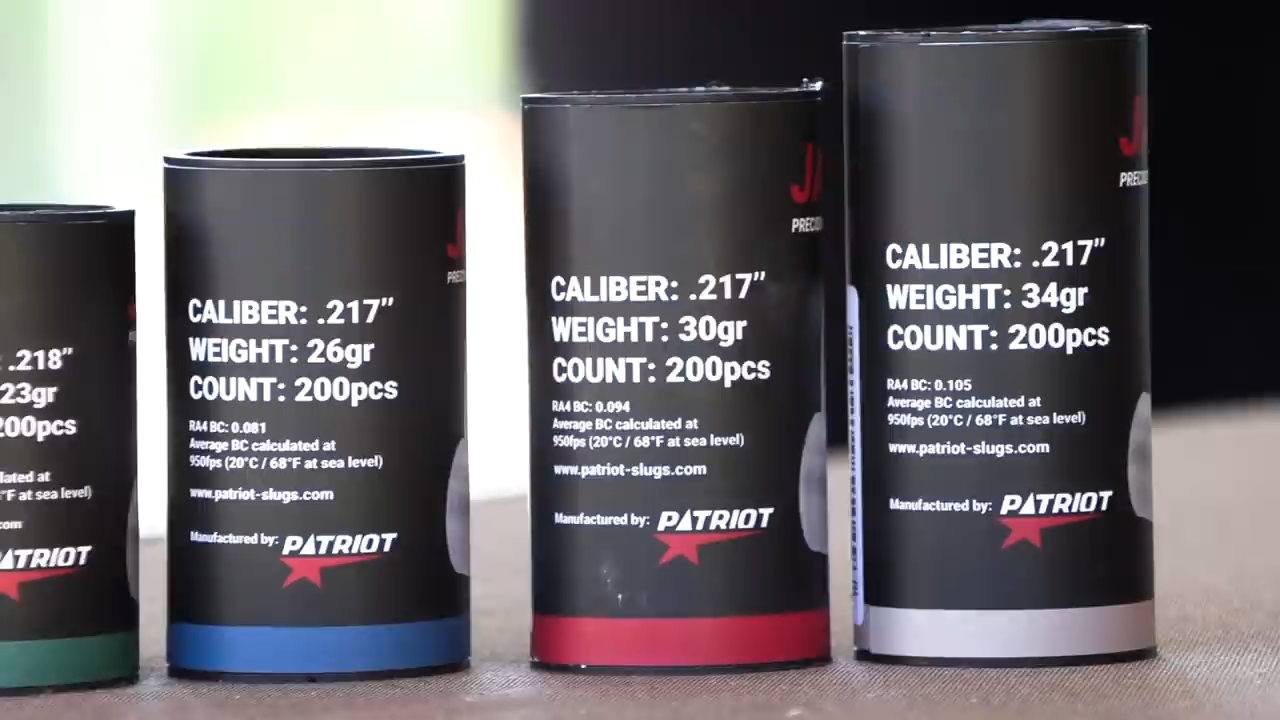 .218”
23gr
200pcs
lated at
°F at sea level)
com
PATRIOT
CALIBER: .217”
WEIGHT: 26gr
COUNT: 200pcs
RA4 BC: 0.081
Average BC calculated at
950fps (20°C / 68°F at sea level)
www.patriot-slugs.com
Manufactured by: PATRIOT
J
PREC
CALIBER: .217”
WEIGHT: 30gr
COUNT: 200pcs
RA4 BC: 0.094
Average BC calculated at
950fps (20°C / 68°F at sea level)
www.patriot-slugs.com
Manufactured by: PATRIOT
JA
PRECIS
CALIBER: .217”
WEIGHT: 34gr
COUNT: 200pcs
RA4 BC: 0.105
Average BC calculated at
950fps (20°C / 68°F at sea level)
www.patriot-slugs.com
Manufactured by: PATRIOT
J
PRECIS